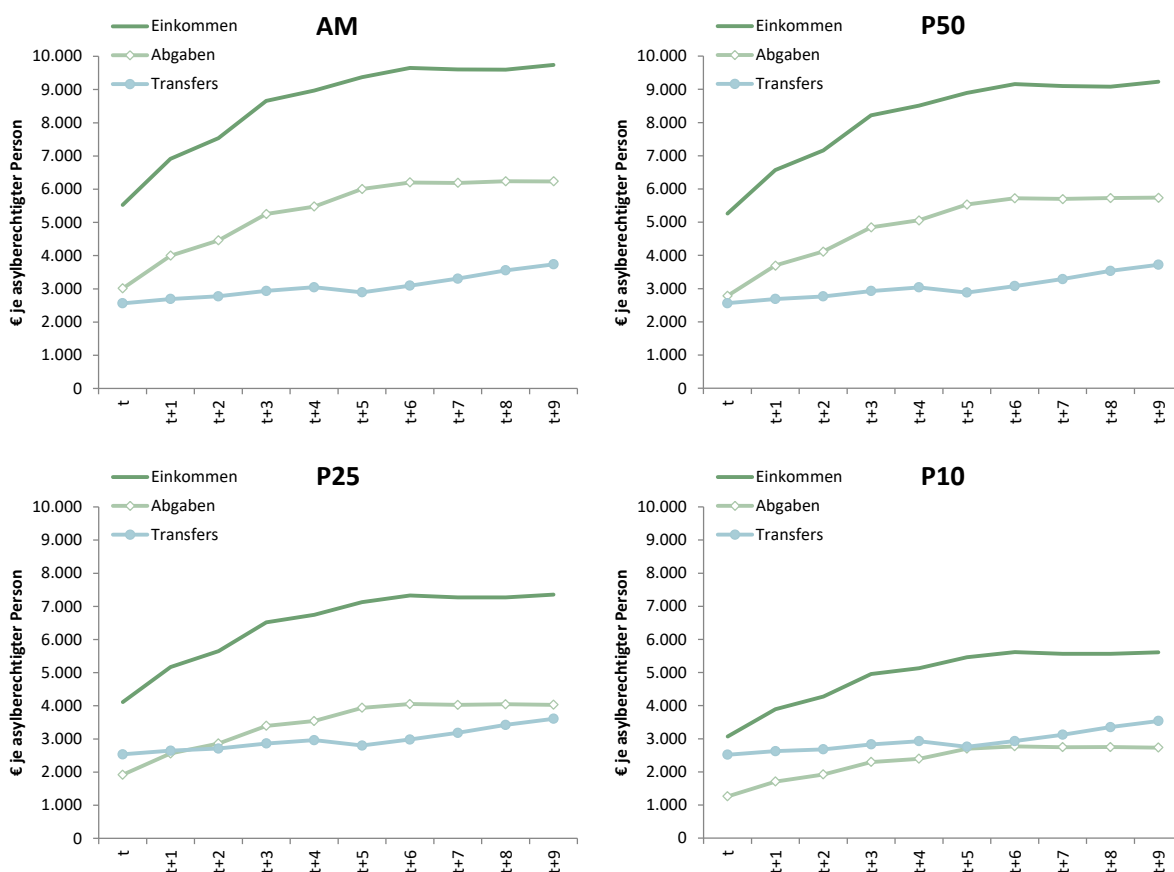 AM
Einkommen
Abgaben
Transfers
€ je asylberechtigter Person
10.000
9.000
8.000
7.000
6.000
5.000
4.000
3.000
2.000
1.000
0
t
t+1
t+2
t+3
t+4
t+5
t+6
t+7
t+8
t+9
P50
Einkommen
Abgaben
Transfers
€ je asylberechtigter Person
10.000
9.000
8.000
7.000
6.000
5.000
4.000
3.000
2.000
1.000
0
t
t+1
t+2
t+3
t+4
t+5
t+6
t+7
t+8
t+9
P25
Einkommen
Abgaben
Transfers
€ je asylberechtigter Person
10.000
9.000
8.000
7.000
6.000
5.000
4.000
3.000
2.000
1.000
0
t
t+1
t+2
t+3
t+4
t+5
t+6
t+7
t+8
t+9
P10
Einkommen
Abgaben
Transfers
€ je asylberechtigter Person
10.000
9.000
8.000
7.000
6.000
5.000
4.000
3.000
2.000
1.000
0
t
t+1
t+2
t+3
t+4
t+5
t+6
t+7
t+8
t+9